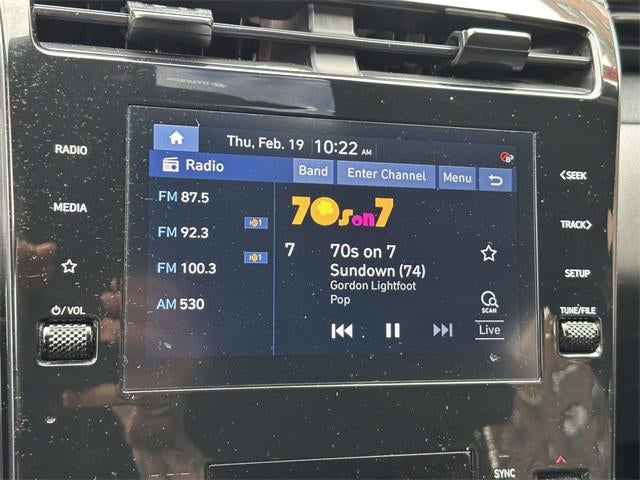 Thu, Feb. 19 10:22 AM
Radio Band Enter Channel Menu
FM 87.5
FM 92.3
FM 100.3
AM 530
70s on 7
7 70s on 7
Sundown (74)
Gordon Lightfoot
Pop
SCAN
Live
RADIO
MEDIA
⏻/VOL
<SEEK
TRACK>
SETUP
TUNE/FILE
SYNC